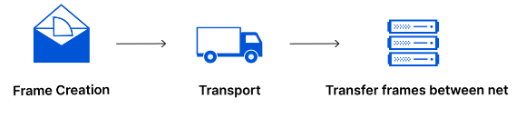 Frame Creation
Transport
Transfer frames between net